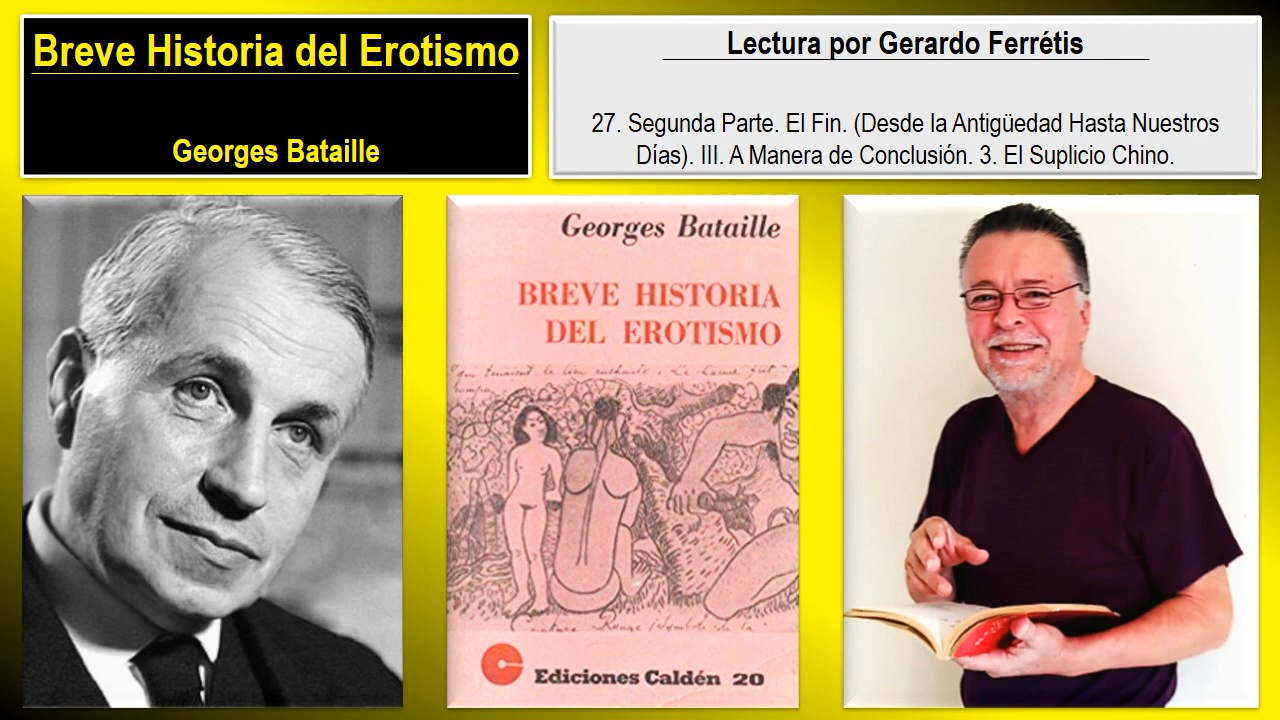 Breve Historia del Erotismo
Georges Bataille
Lectura por Gerardo Ferrétis
27. Segunda Parte. El Fin. (Desde la Antigüedad Hasta Nuestros
Días). III. A Manera de Conclusión. 3. El Suplicio Chino.
Georges Bataille
BREVE HISTORIA
DEL EROTISMO
Ediciones Caldén 20